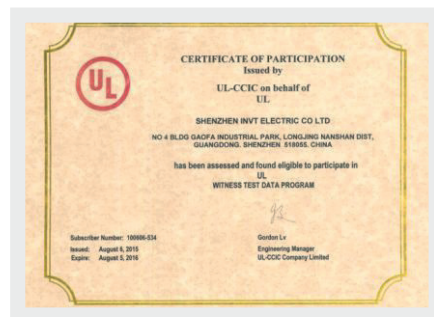 UL
CERTIFICATE OF PARTICIPATION
Issued by
UL-CCIC on behalf of
UL
SHENZHEN INVT ELECTRIC CO LTD
NO 4 BLDG GAOFA INDUSTRIAL PARK, LONGJING NANSHAN DIST,
GUANGDONG. SHENZHEN 518055. CHINA
has been assessed and found eligible to participate in
UL
WITNESS TEST DATA PROGRAM
Subscriber Number: 100606-534
Issued: August 6, 2015
Expire: August 5, 2016
Gordon Lv
Engineering Manager
UL-CCIC Company Limited